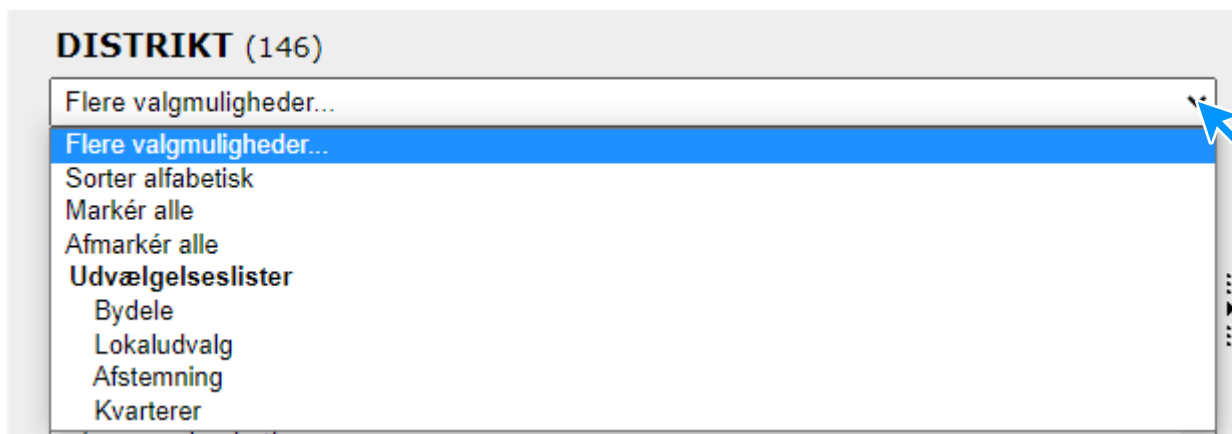 DISTRIKT (146)
Flere valgmuligheder...
Flere valgmuligheder...
Sorter alfabetisk
Markér alle
Afmarkér alle
Udvælgelseslister
Bydele
Lokaludvalg
Afstemning
Kvarterer